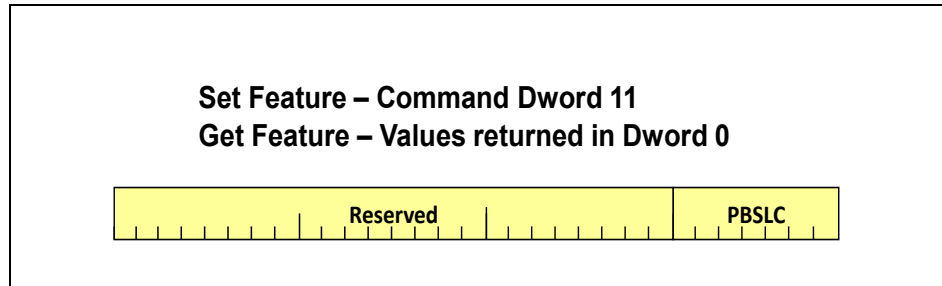 Set Feature – Command Dword 11
Get Feature – Values returned in Dword 0
Reserved PBSLC